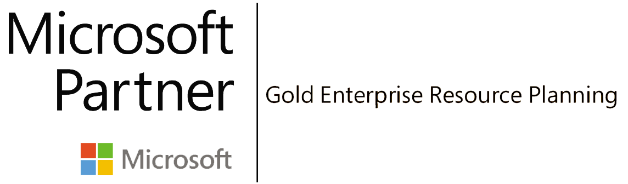 Microsoft
Partner
Microsoft
Gold Enterprise Resource Planning